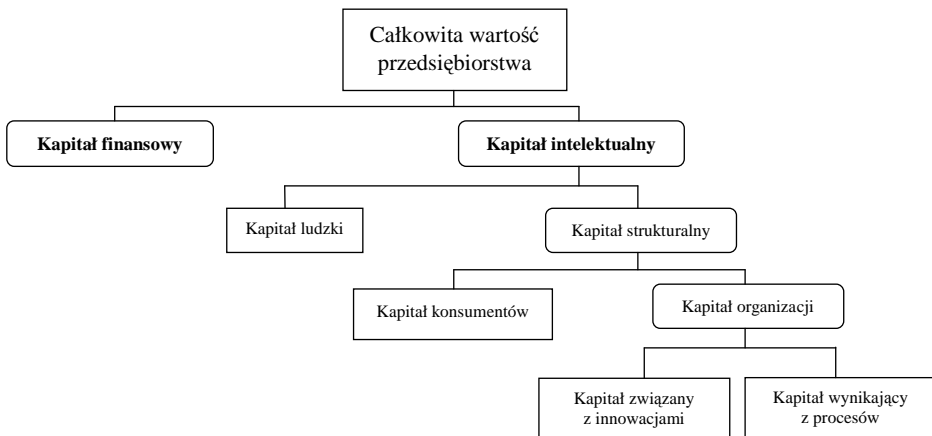 Całkowita wartość
przedsiębiorstwa
Kapitał finansowy
Kapitał intelektualny
Kapitał ludzki
Kapitał strukturalny
Kapitał konsumentów
Kapitał organizacji
Kapitał związany
z innowacjami
Kapitał wynikający
z procesów